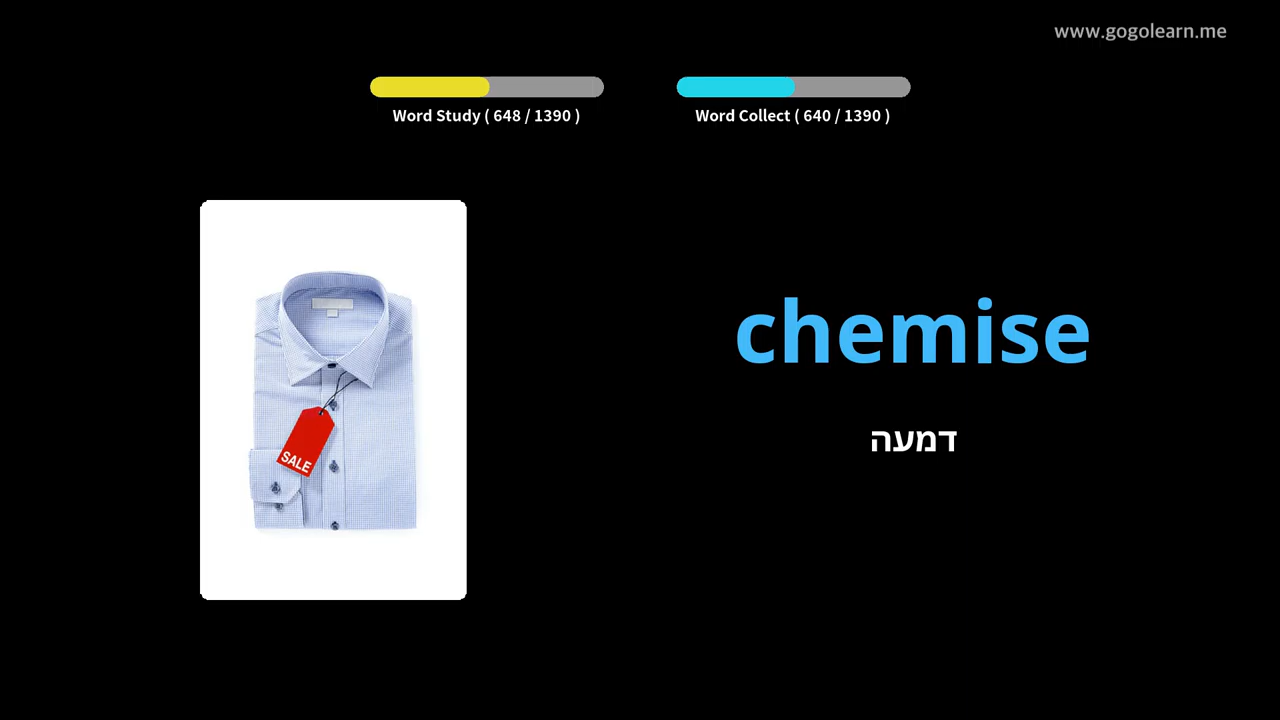 www.gogolearn.me
Word Study ( 648 / 1390 )
Word Collect ( 640 / 1390 )
SALE
chemise
דמעה